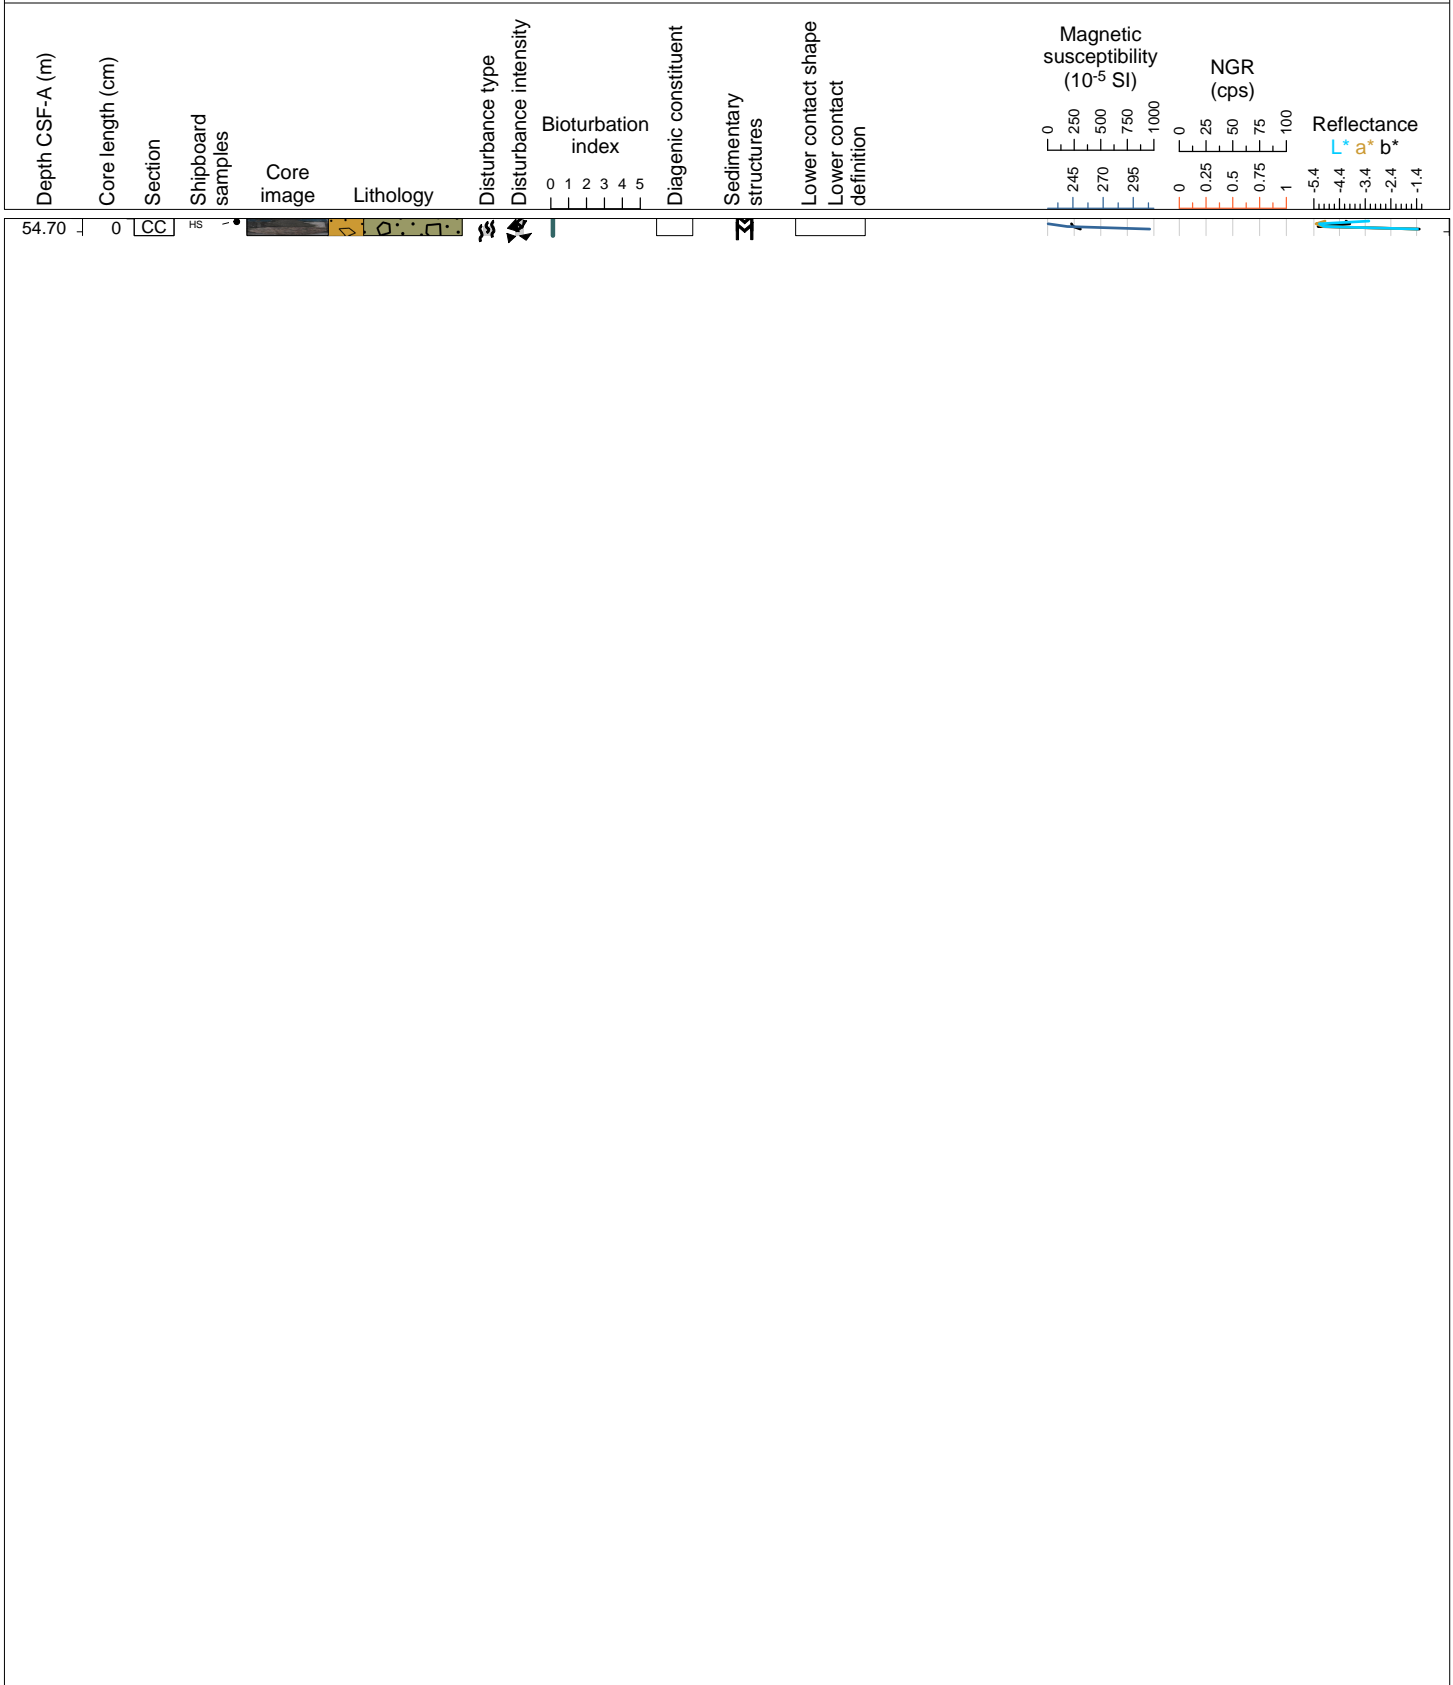 Depth CSF-A (m)
Core length (cm)
Section
Shipboard
samples
Core
image
Lithology
Disturbance type
Disturbance intensity
Bioturbation
index
0 1 2 3 4 5
Diagenic constituent
Sedimentary
structures
Lower contact shape
Lower contact
definition
Magnetic
susceptibility
(10-5 SI)
0 250 500 750 1000
245 270 295
NGR
(cps)
0 25 50 75 100
0 0.25 0.5 0.75 1
Reflectance
L* a* b*
-5.4 -4.4 -3.4 -2.4 -1.4
54.70 0 CC HS